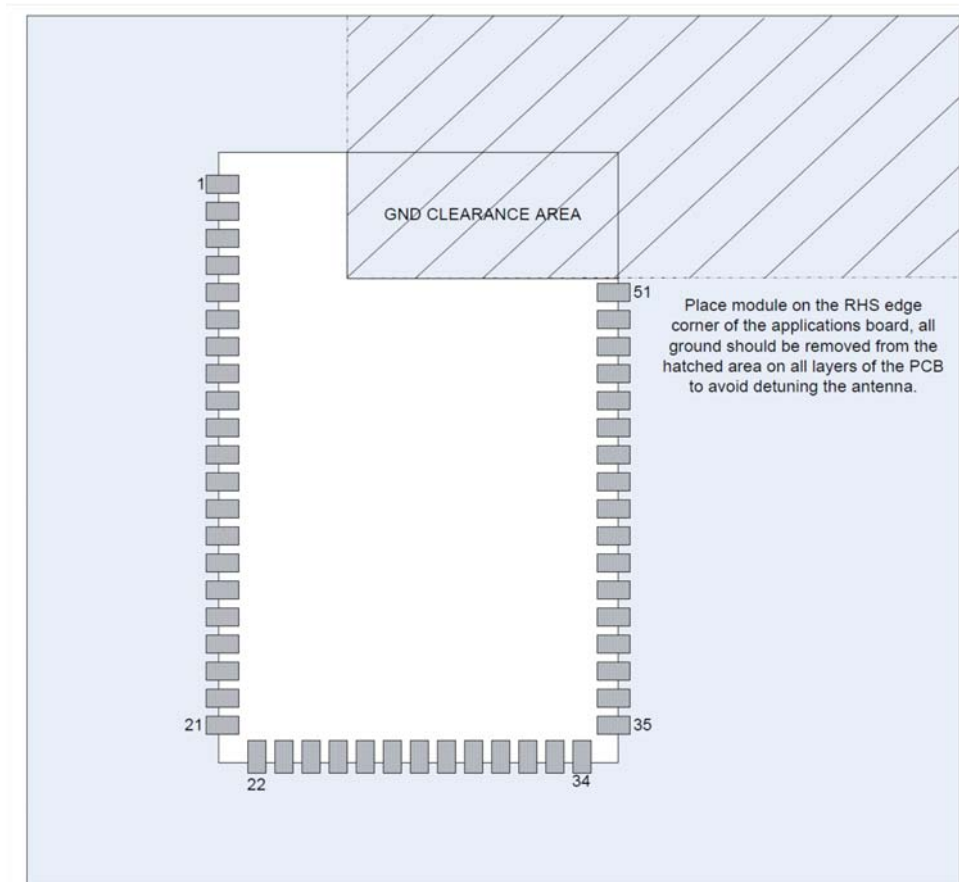 1
GND CLEARANCE AREA
51
Place module on the RHS edge
corner of the applications board, all
ground should be removed from the
hatched area on all layers of the PCB
to avoid detuning the antenna.
21
35
22
34